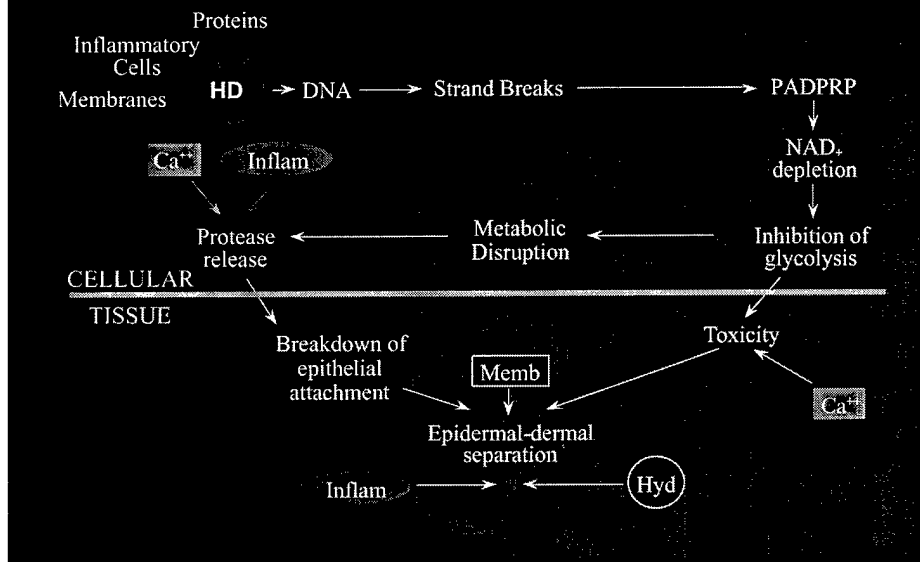 Proteins
Inflammatory
Cells
Membranes
HD
DNA
Strand Breaks
PADPRP
Ca++
Inflam
NAD+
depletion
Protease
release
Metabolic
Disruption
Inhibition of
glycolysis
CELLULAR
TISSUE
Breakdown of
epithelial
attachment
Memb
Toxicity
Ca++
Epidermal-dermal
separation
Inflam
Hyd